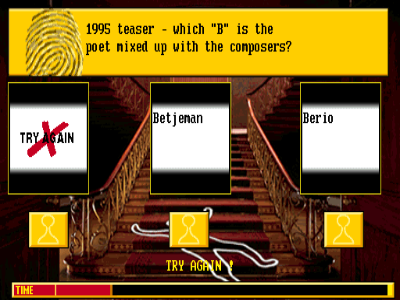 1995 teaser - which "B" is the
poet mixed up with the composers?
TRY AGAIN
Betjeman
Berio
TRY AGAIN !
TIME